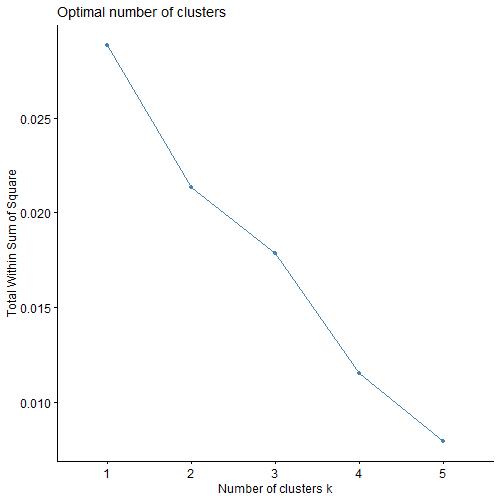 Optimal number of clusters
Total Within Sum of Square
0.025
0.020
0.015
0.010
1 2 3 4 5
Number of clusters k